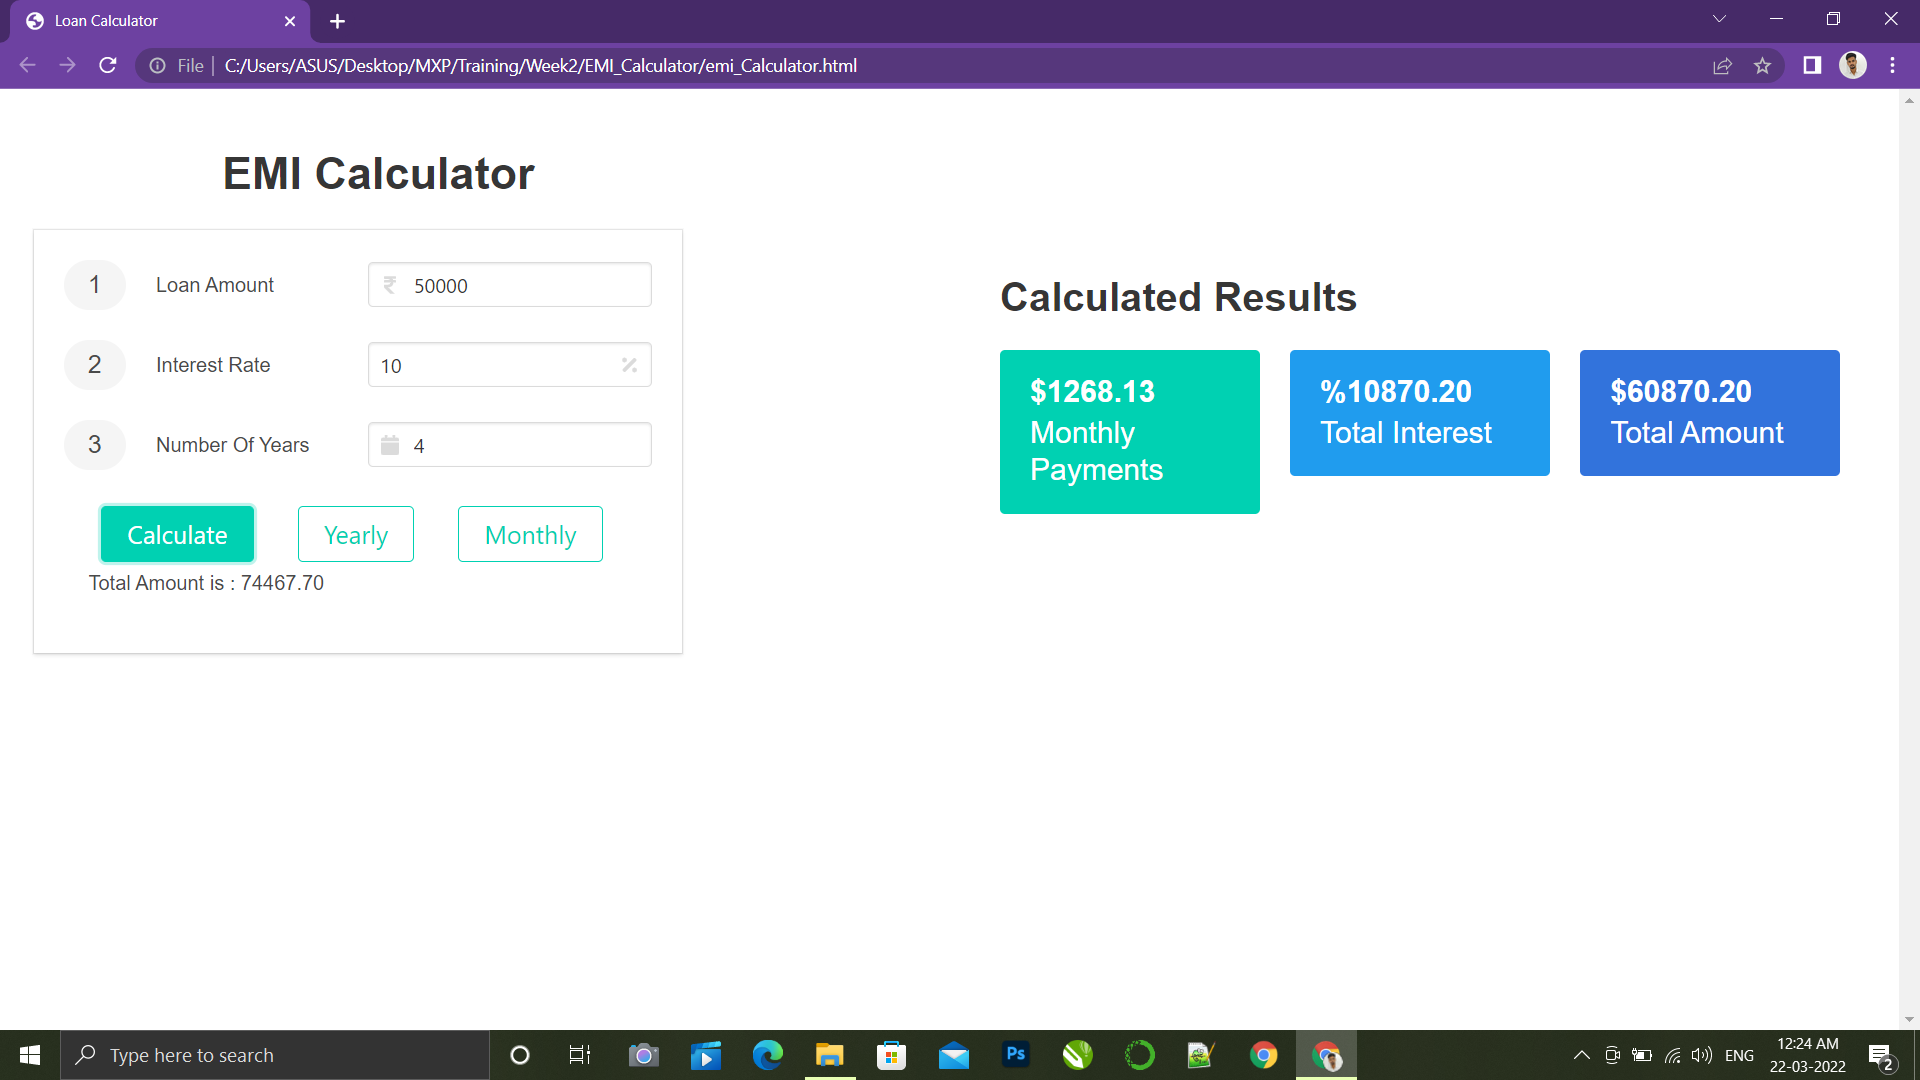 Loan Calculator
File | C:/Users/ASUS/Desktop/MXP/Training/Week2/EMI_Calculator/emi_Calculator.html
EMI Calculator
1 Loan Amount ₹ 50000
2 Interest Rate 10 %
3 Number Of Years 4
Calculate Yearly Monthly
Total Amount is : 74467.70
Calculated Results
$1268.13
Monthly
Payments
%10870.20
Total Interest
$60870.20
Total Amount
Type here to search
Ps
ENG
12:24 AM
22-03-2022
2